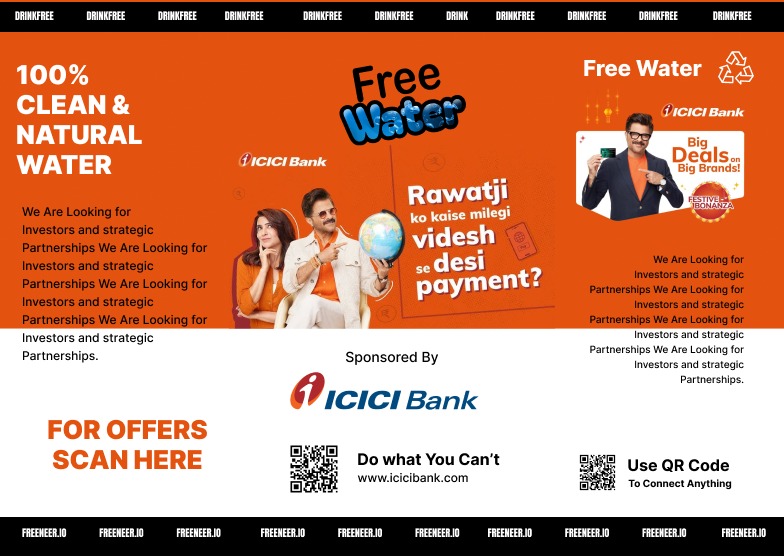 DRINKFREE DRINKFREE DRINKFREE DRINKFREE DRINKFREE DRINKFREE DRINK DRINKFREE DRINKFREE DRINKFREE DRINKFREE
100%
CLEAN &
NATURAL
WATER
We Are Looking for
Investors and strategic
Partnerships We Are Looking for
Investors and strategic
Partnerships We Are Looking for
Investors and strategic
Partnerships We Are Looking for
Investors and strategic
Partnerships.
FOR OFFERS
SCAN HERE
Free
Water
ICICI Bank
Rawatji
ko kaise milegi
videsh
se desi
payment?
Sponsored By
ICICI Bank
Do what You Can't
www.icicibank.com
Free Water
ICICI Bank
Big
Deals on
Big Brands!
FESTIVE
BONANZA
We Are Looking for
Investors and strategic
Partnerships We Are Looking for
Investors and strategic
Partnerships We Are Looking for
Investors and strategic
Partnerships We Are Looking for
Investors and strategic
Partnerships.
Use QR Code
To Connect Anything
FREENEER.IO FREENEER.IO FREENEER.IO FREENEER.IO FREENEER.IO FREENEER.IO FREENEER.IO FREENEER.IO FREENEER.IO FREENEER.IO